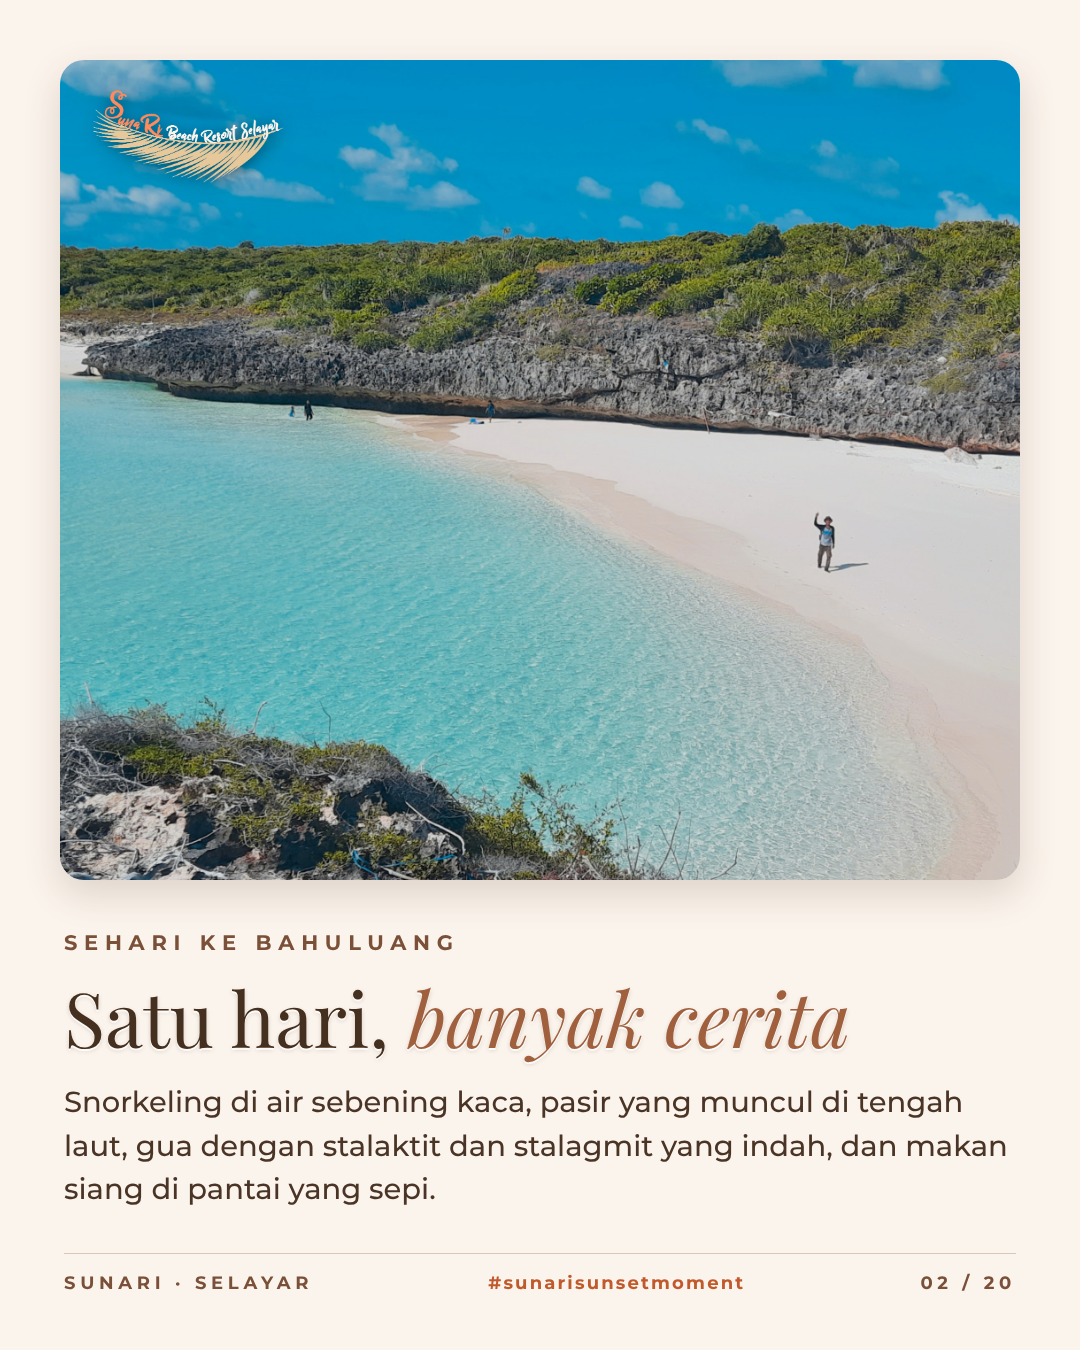 SunaRi Beach Resort Selayar
SEHARI KE BAHULUANG
Satu hari, banyak cerita
Snorkeling di air sebening kaca, pasir yang muncul di tengah
laut, gua dengan stalaktit dan stalagmit yang indah, dan makan
siang di pantai yang sepi.
SUNARI · SELAYAR
#sunarisunsetmoment
02 / 20